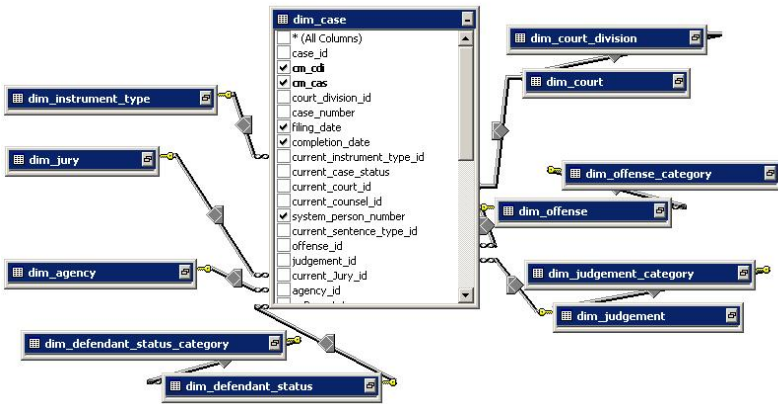 dim_case
* (All Columns)
case_id
cm_cdi
cm_cas
court_division_id
case_number
filing_date
completion_date
current_instrument_type_id
current_case_status
current_court_id
current_counsel_id
system_person_number
current_sentence_type_id
offense_id
judgement_id
current_Jury_id
agency_id
dim_instrument_type
dim_jury
dim_agency
dim_defendant_status_category
dim_defendant_status
dim_court_division
dim_court
dim_offense_category
dim_offense
dim_judgement_category
dim_judgement